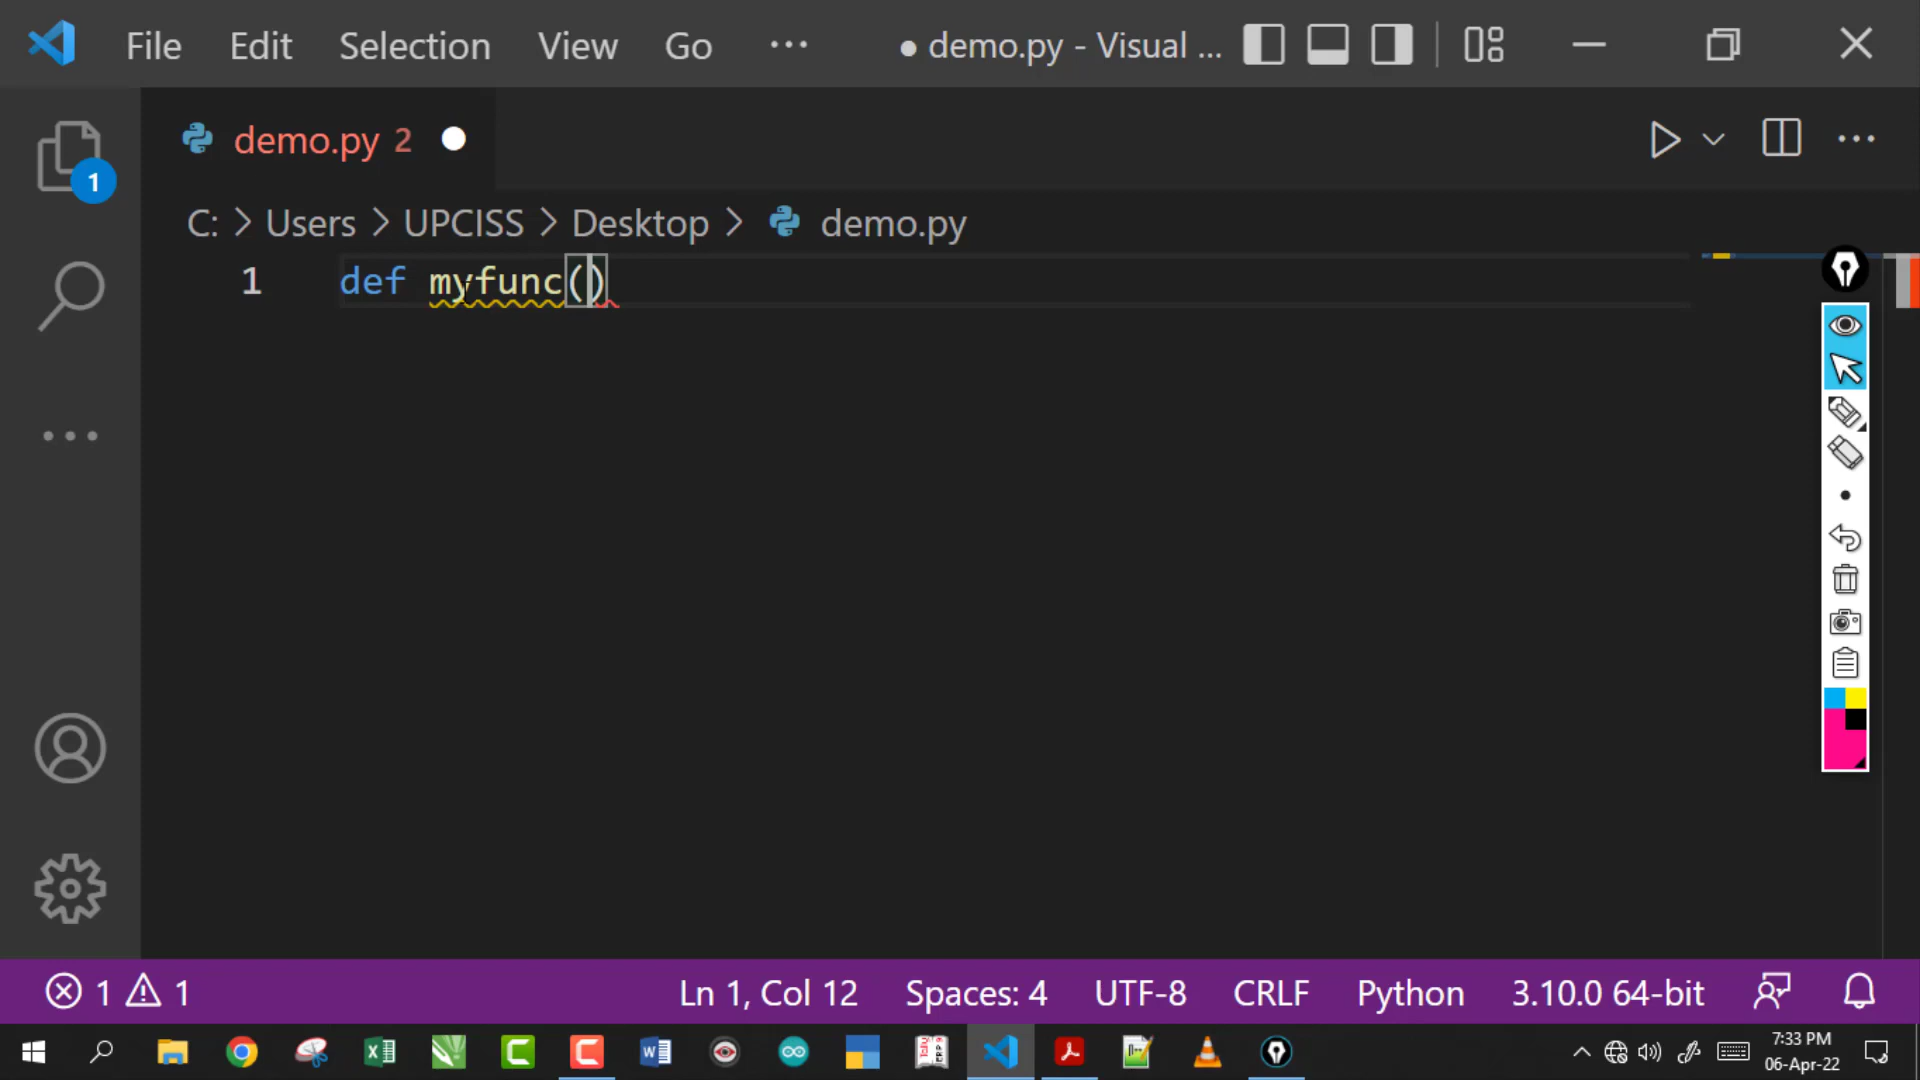 File Edit Selection View Go ··· ● demo.py - Visual ...
demo.py 2 ●
1
C: > Users > UPCISS > Desktop > demo.py
1 def myfunc()
1 1 Ln 1, Col 12 Spaces: 4 UTF-8 CRLF Python 3.10.0 64-bit
7:33 PM
06-Apr-22